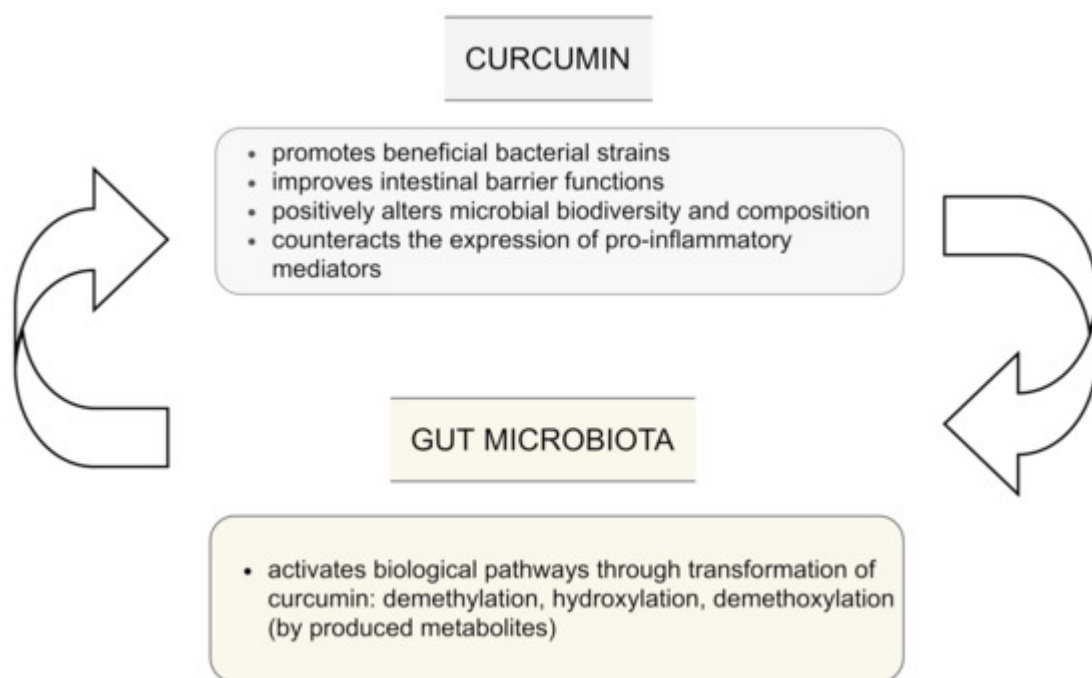 CURCUMIN
• promotes beneficial bacterial strains
• improves intestinal barrier functions
• positively alters microbial biodiversity and composition
• counteracts the expression of pro-inflammatory
mediators
GUT MICROBIOTA
• activates biological pathways through transformation of
curcumin: demethylation, hydroxylation, demethoxylation
(by produced metabolites)